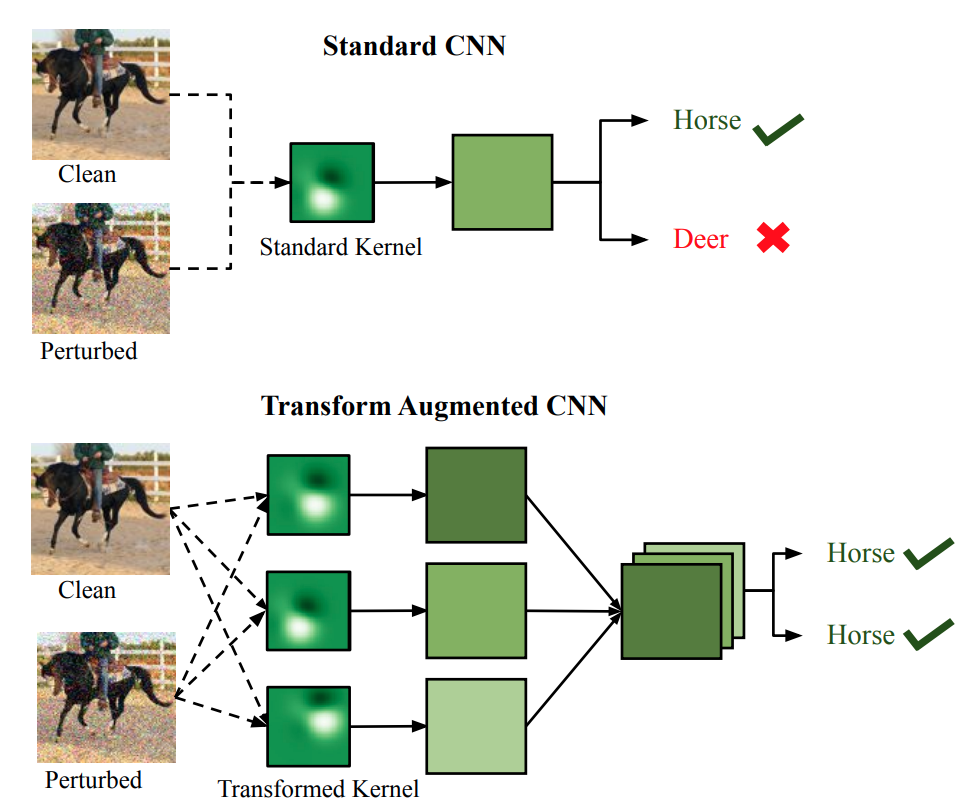 Standard CNN
Clean
Horse
Standard Kernel
Deer
Perturbed
Transform Augmented CNN
Clean
Horse
Horse
Perturbed
Transformed Kernel